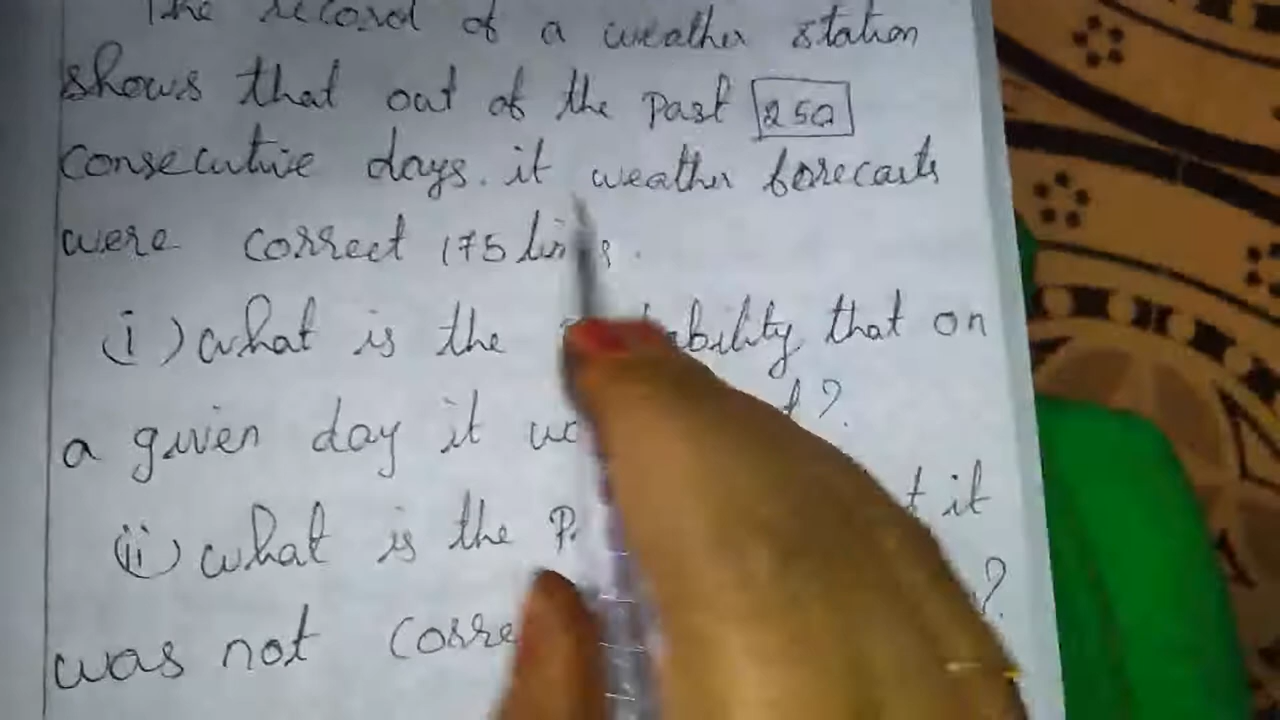 The record of a weather station
shows that out of the past 250
consecutive days. it weather forecasts
were correct 175
(i) what is the that on
a given day it ?
(ii) what is the it
was not ?